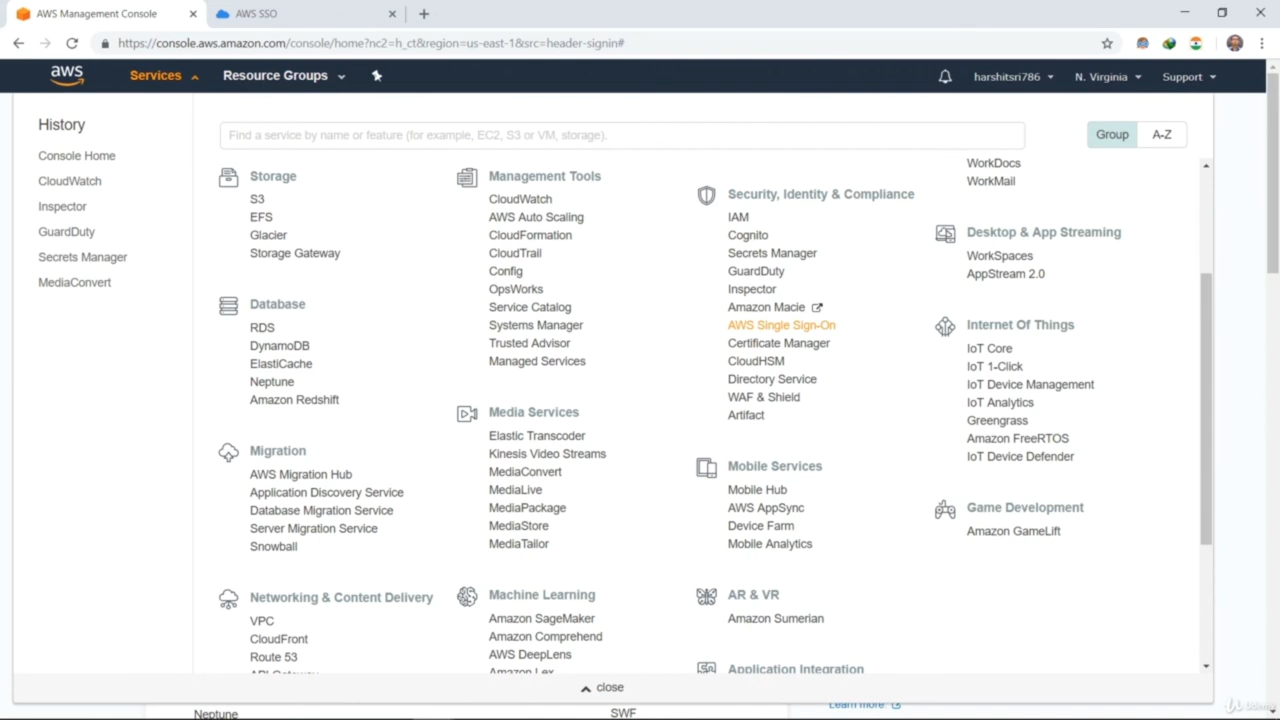 AWS Management Console
AWS SSO
https://console.aws.amazon.com/console/home?nc2=h_ct&region=us-east-1&src=header-signin#
aws
Services
Resource Groups
harshitsri786
N. Virginia
Support
History
Console Home
CloudWatch
Inspector
GuardDuty
Secrets Manager
MediaConvert
Find a service by name or feature (for example, EC2, S3 or VM, storage).
Group
A-Z
Storage
S3
EFS
Glacier
Storage Gateway
Database
RDS
DynamoDB
ElastiCache
Neptune
Amazon Redshift
Migration
AWS Migration Hub
Application Discovery Service
Database Migration Service
Server Migration Service
Snowball
Networking & Content Delivery
VPC
CloudFront
Route 53
API Gateway
Management Tools
CloudWatch
AWS Auto Scaling
CloudFormation
CloudTrail
Config
OpsWorks
Service Catalog
Systems Manager
Trusted Advisor
Managed Services
Media Services
Elastic Transcoder
Kinesis Video Streams
MediaConvert
MediaLive
MediaPackage
MediaStore
MediaTailor
Machine Learning
Amazon SageMaker
Amazon Comprehend
AWS DeepLens
Amazon Lex
Security, Identity & Compliance
IAM
Cognito
Secrets Manager
GuardDuty
Inspector
Amazon Macie
AWS Single Sign-On
Certificate Manager
CloudHSM
Directory Service
WAF & Shield
Artifact
Mobile Services
Mobile Hub
AWS AppSync
Device Farm
Mobile Analytics
AR & VR
Amazon Sumerian
Application Integration
WorkDocs
WorkMail
Desktop & App Streaming
WorkSpaces
AppStream 2.0
Internet Of Things
IoT Core
IoT 1-Click
IoT Device Management
IoT Analytics
Greengrass
Amazon FreeRTOS
IoT Device Defender
Game Development
Amazon GameLift
close
Neptune
SWF
Learn more.
Udemy